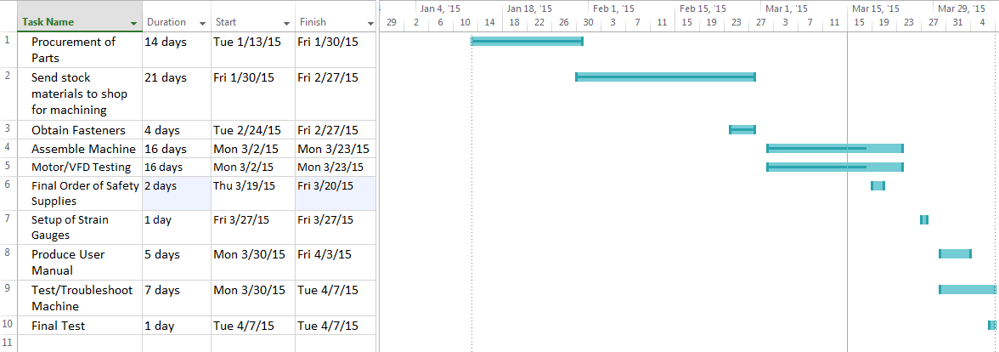 Jan 4, '15 Jan 18, '15 Feb 1, '15 Feb 15, '15 Mar 1, '15 Mar 15, '15 Mar 29, '15
Task Name Duration Start Finish 29 2 6 10 14 18 22 26 30 3 7 11 15 19 23 27 3 7 11 15 19 23 27 31 4
1 Procurement of 14 days Tue 1/13/15 Fri 1/30/15
Parts
2 Send stock 21 days Fri 1/30/15 Fri 2/27/15
materials to shop
for machining
3 Obtain Fasteners 4 days Tue 2/24/15 Fri 2/27/15
4 Assemble Machine 16 days Mon 3/2/15 Mon 3/23/15
5 Motor/VFD Testing 16 days Mon 3/2/15 Mon 3/23/15
6 Final Order of Safety 2 days Thu 3/19/15 Fri 3/20/15
Supplies
7 Setup of Strain 1 day Fri 3/27/15 Fri 3/27/15
Gauges
8 Produce User 5 days Mon 3/30/15 Fri 4/3/15
Manual
9 Test/Troubleshoot 7 days Mon 3/30/15 Tue 4/7/15
Machine
10 Final Test 1 day Tue 4/7/15 Tue 4/7/15
11